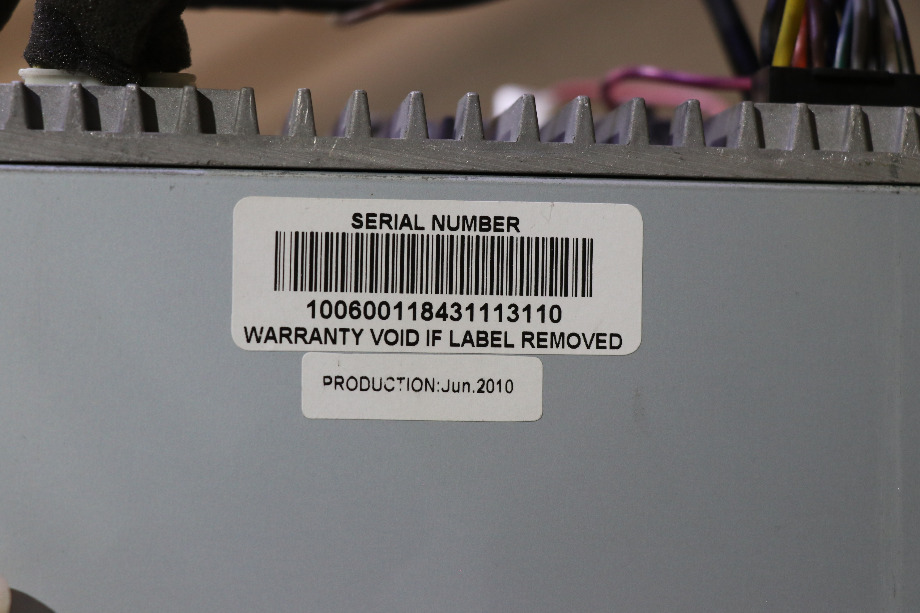 SERIAL NUMBER
100600118431113110
WARRANTY VOID IF LABEL REMOVED
PRODUCTION:Jun.2010